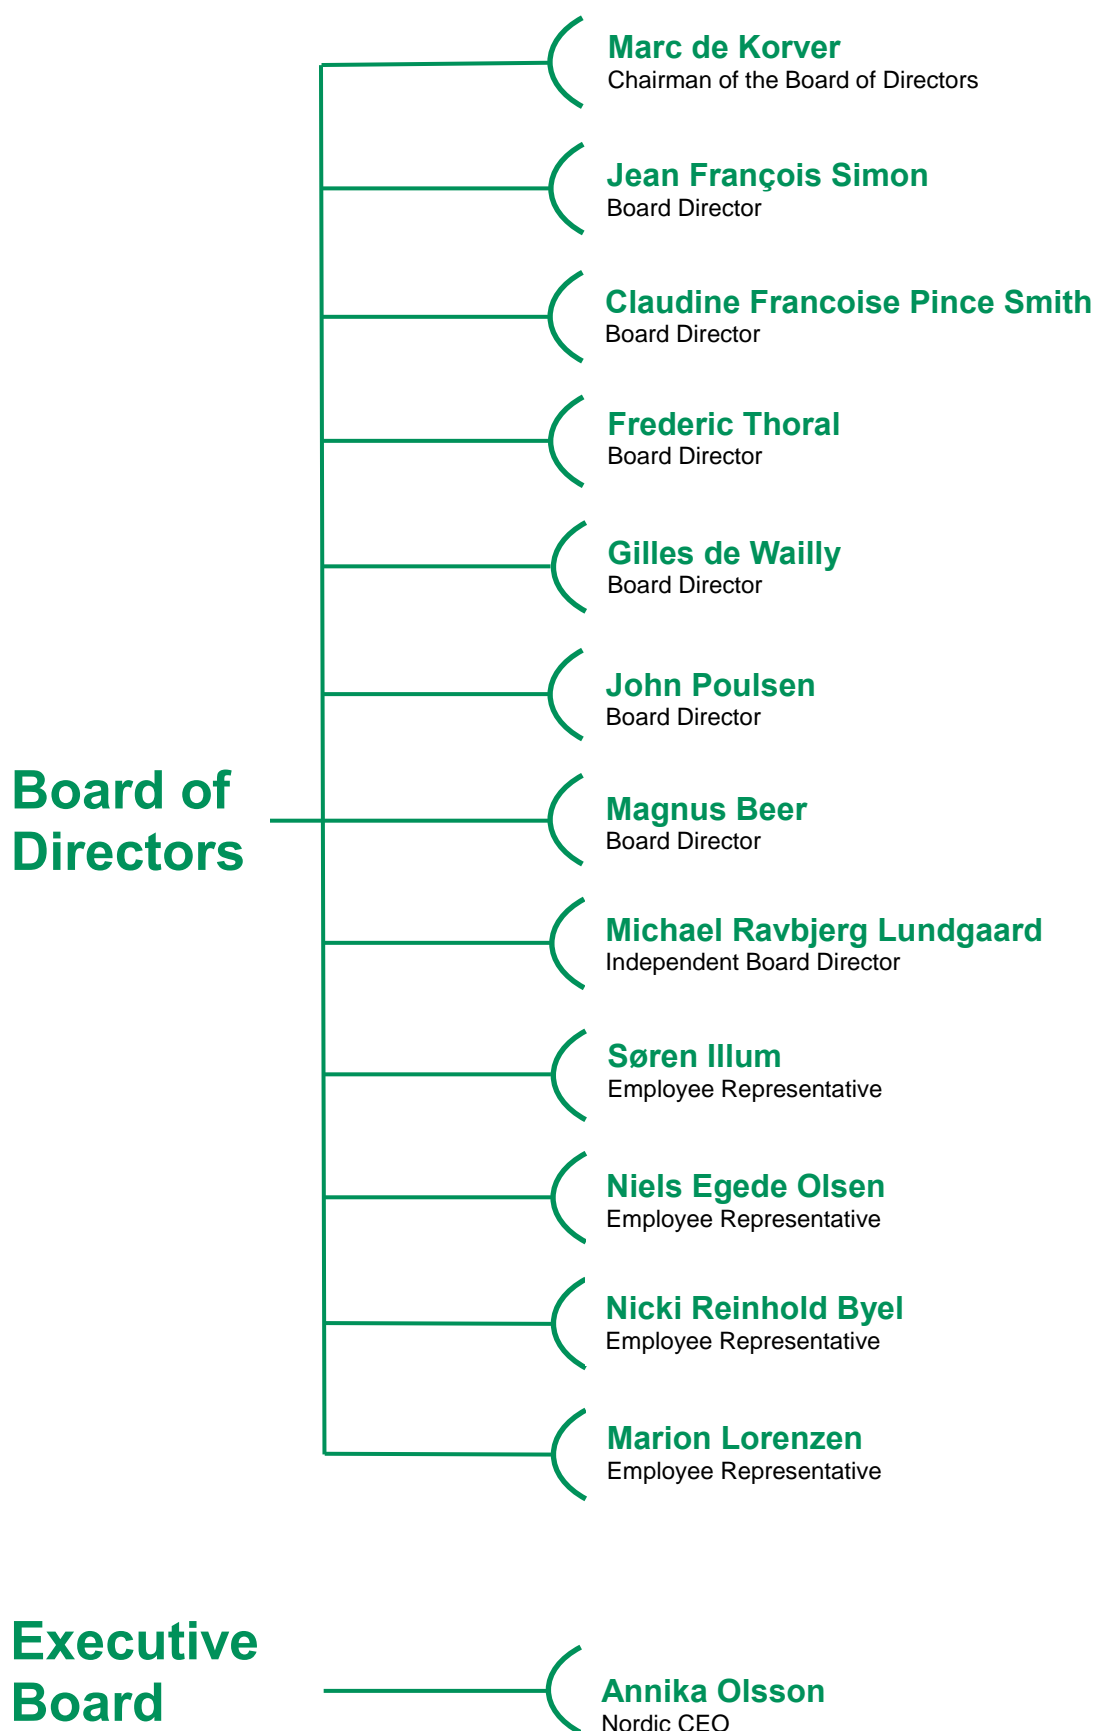 Marc de Korver
Chairman of the Board of Directors
Jean François Simon
Board Director
Claudine Francoise Pince Smith
Board Director
Frederic Thoral
Board Director
Gilles de Wailly
Board Director
John Poulsen
Board Director
Board of
Directors
Magnus Beer
Board Director
Michael Ravbjerg Lundgaard
Independent Board Director
Søren Illum
Employee Representative
Niels Egede Olsen
Employee Representative
Nicki Reinhold Byel
Employee Representative
Marion Lorenzen
Employee Representative
Executive
Board
Annika Olsson
Nordic CEO